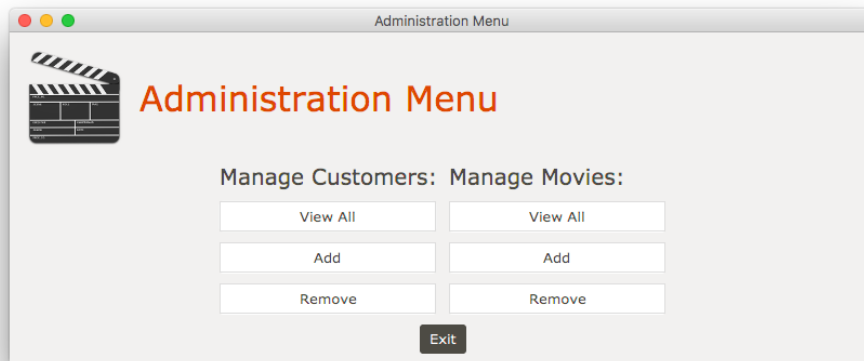 Administration Menu
Administration Menu
Manage Customers: Manage Movies:
View All View All
Add Add
Remove Remove
Exit